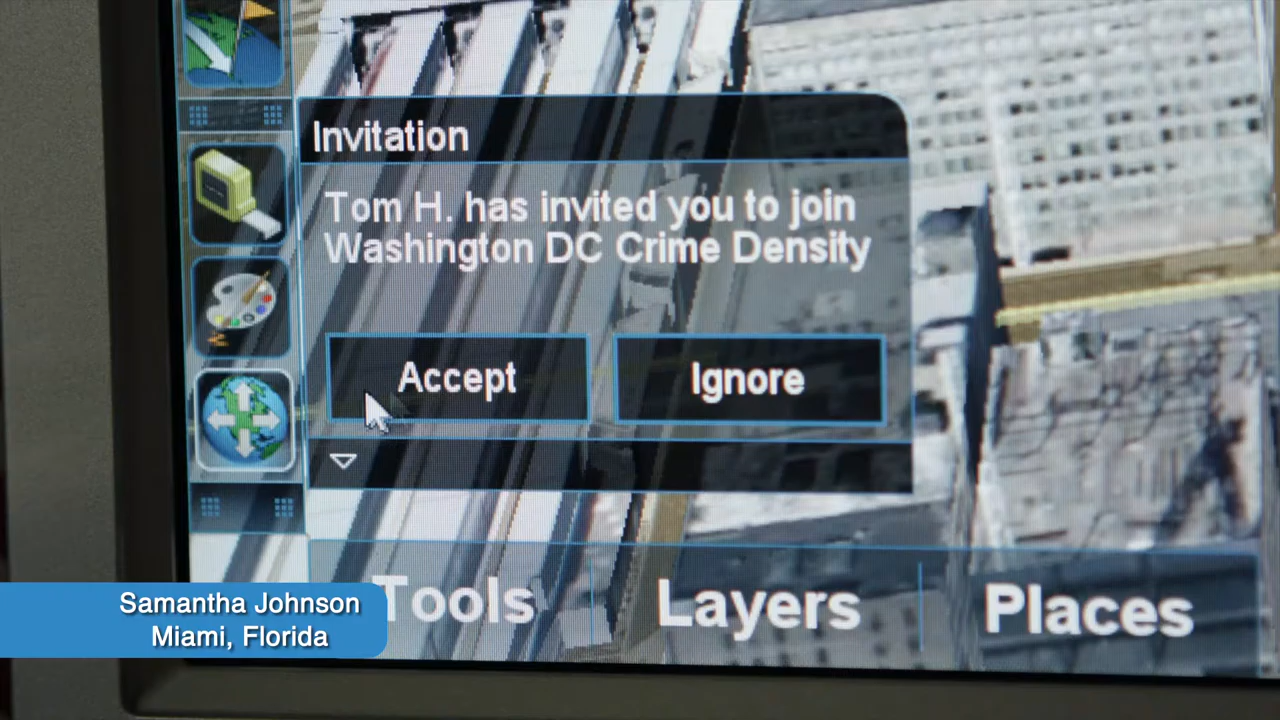 Invitation
Tom H. has invited you to join
Washington DC Crime Density
Accept
Ignore
Tools
Layers
Places
Samantha Johnson
Miami, Florida